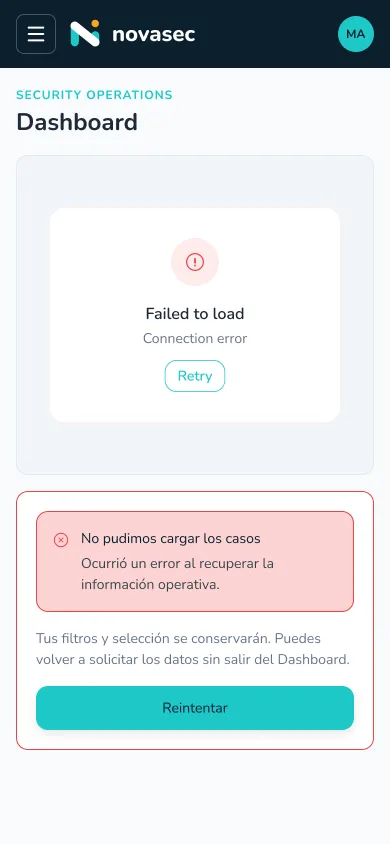 novasec
MA
SECURITY OPERATIONS
Dashboard
Failed to load
Connection error
Retry
No pudimos cargar los casos
Ocurrió un error al recuperar la
información operativa.
Tus filtros y selección se conservarán. Puedes
volver a solicitar los datos sin salir del Dashboard.
Reintentar